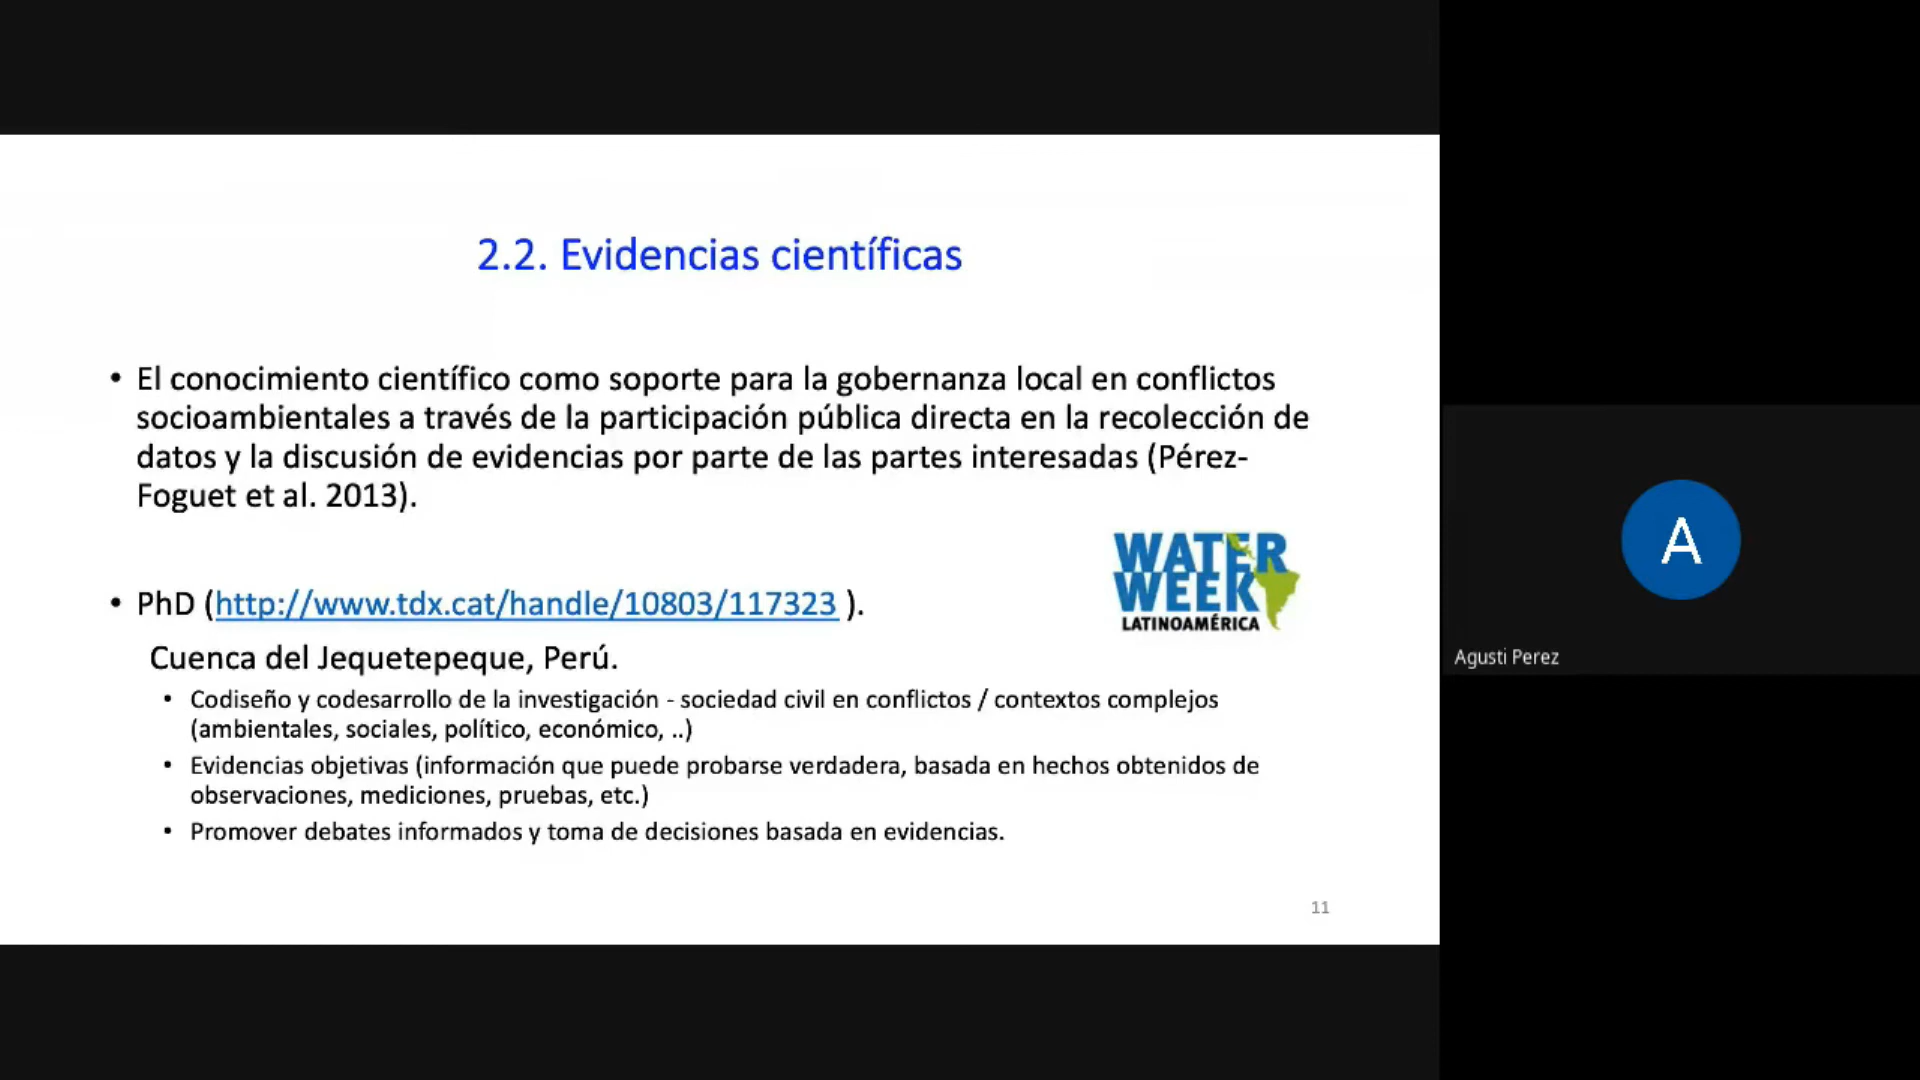 2.2. Evidencias científicas
• El conocimiento científico como soporte para la gobernanza local en conflictos
socioambientales a través de la participación pública directa en la recolección de
datos y la discusión de evidencias por parte de las partes interesadas (Pérez-
Foguet et al. 2013).
WATER
WEEK
LATINOAMÉRICA
• PhD (http://www.tdx.cat/handle/10803/117323 ).
Cuenca del Jequetepeque, Perú.
• Codiseño y codesarrollo de la investigación - sociedad civil en conflictos / contextos complejos
(ambientales, sociales, político, económico, ..)
• Evidencias objetivas (información que puede probarse verdadera, basada en hechos obtenidos de
observaciones, mediciones, pruebas, etc.)
• Promover debates informados y toma de decisiones basada en evidencias.
11
A
Agusti Perez